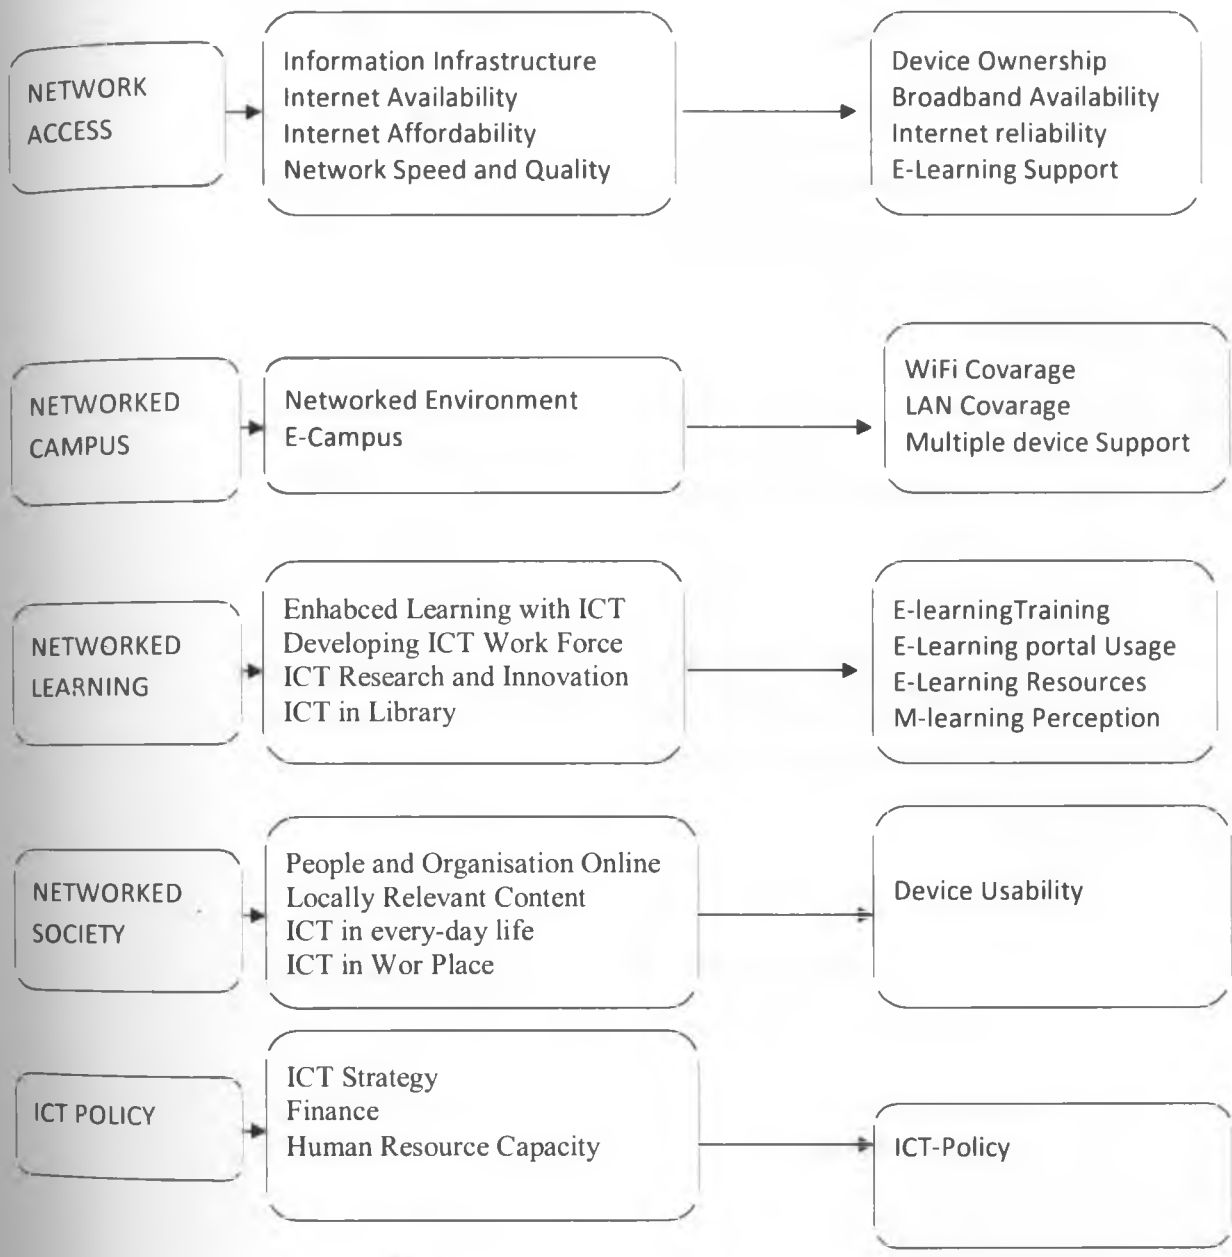 NETWORK
ACCESS
Information Infrastructure
Internet Availability
Internet Affordability
Network Speed and Quality
Device Ownership
Broadband Availability
Internet reliability
E-Learning Support
NETWORKED
CAMPUS
Networked Environment
E-Campus
WiFi Covarage
LAN Covarage
Multiple device Support
NETWORKED
LEARNING
Enhabced Learning with ICT
Developing ICT Work Force
ICT Research and Innovation
ICT in Library
E-learningTraining
E-Learning portal Usage
E-Learning Resources
M-learning Perception
NETWORKED
SOCIETY
People and Organisation Online
Locally Relevant Content
ICT in every-day life
ICT in Wor Place
Device Usability
ICT POLICY
ICT Strategy
Finance
Human Resource Capacity
ICT-Policy